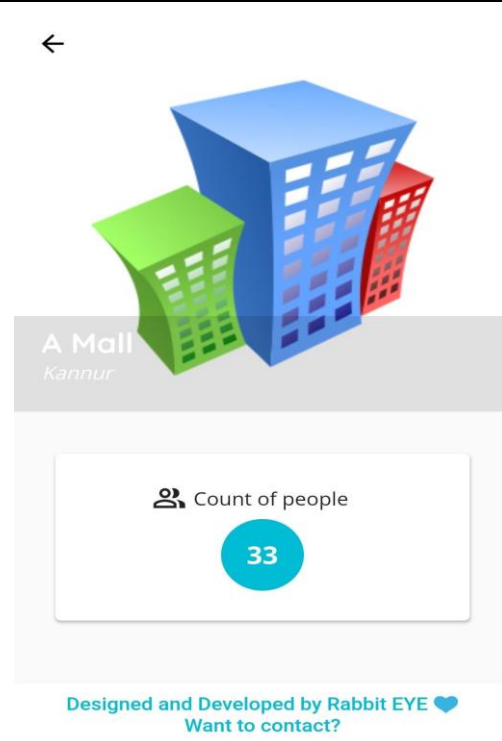 A Mall
Kannur
Count of people
33
Designed and Developed by Rabbit EYE 💙
Want to contact?